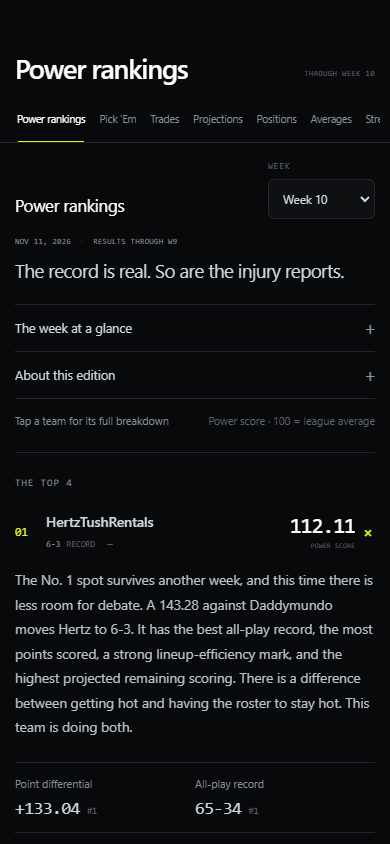 Power rankings
THROUGH WEEK 10
Power rankings Pick 'Em Trades Projections Positions Averages Stre
WEEK
Power rankings
Week 10
NOV 11, 2026 · RESULTS THROUGH W9
The record is real. So are the injury reports.
The week at a glance +
About this edition +
Tap a team for its full breakdown
Power score · 100 = league average
THE TOP 4
01 HertzTushRentals 112.11 ×
6-3 RECORD —
POWER SCORE
The No. 1 spot survives another week, and this time there is
less room for debate. A 143.28 against Daddymundo
moves Hertz to 6-3. It has the best all-play record, the most
points scored, a strong lineup-efficiency mark, and the
highest projected remaining scoring. There is a difference
between getting hot and having the roster to stay hot. This
team is doing both.
Point differential All-play record
+133.04 #1 65-34 #1